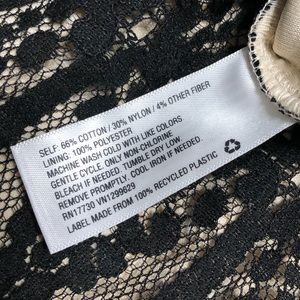 SELF: 66% COTTON / 30% NYLON / 4% OTHER FIBER
LINING: 100% POLYESTER
MACHINE WASH COLD WITH LIKE COLORS
GENTLE CYCLE. ONLY NON-CHLORINE
BLEACH IF NEEDED. TUMBLE DRY LOW
REMOVE PROMPTLY. COOL IRON IF NEEDED.
RN17730 VN1299629
LABEL MADE FROM 100% RECYCLED PLASTIC